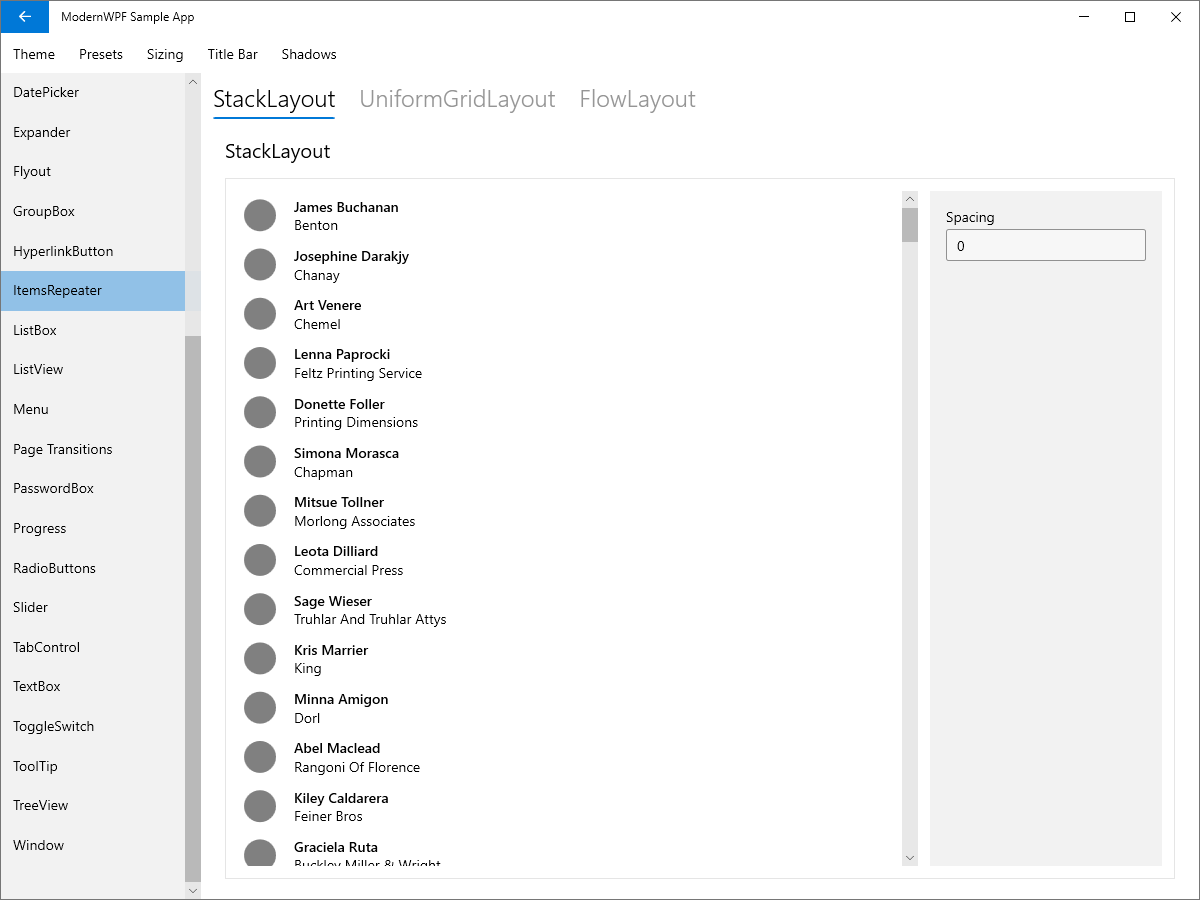 ModernWPF Sample App
Theme
Presets
Sizing
Title Bar
Shadows
DatePicker
Expander
Flyout
GroupBox
HyperlinkButton
ItemsRepeater
ListBox
ListView
Menu
Page Transitions
PasswordBox
Progress
RadioButtons
Slider
TabControl
TextBox
ToggleSwitch
ToolTip
TreeView
Window
StackLayout
UniformGridLayout
FlowLayout
StackLayout
James Buchanan
Benton
Josephine Darakjy
Chanay
Art Venere
Chemel
Lenna Paprocki
Feltz Printing Service
Donette Foller
Printing Dimensions
Simona Morasca
Chapman
Mitsue Tollner
Morlong Associates
Leota Dilliard
Commercial Press
Sage Wieser
Truhlar And Truhlar Attys
Kris Marrier
King
Minna Amigon
Dorl
Abel Maclead
Rangoni Of Florence
Kiley Caldarera
Feiner Bros
Graciela Ruta
Buckley Miller & Wright
Spacing
0